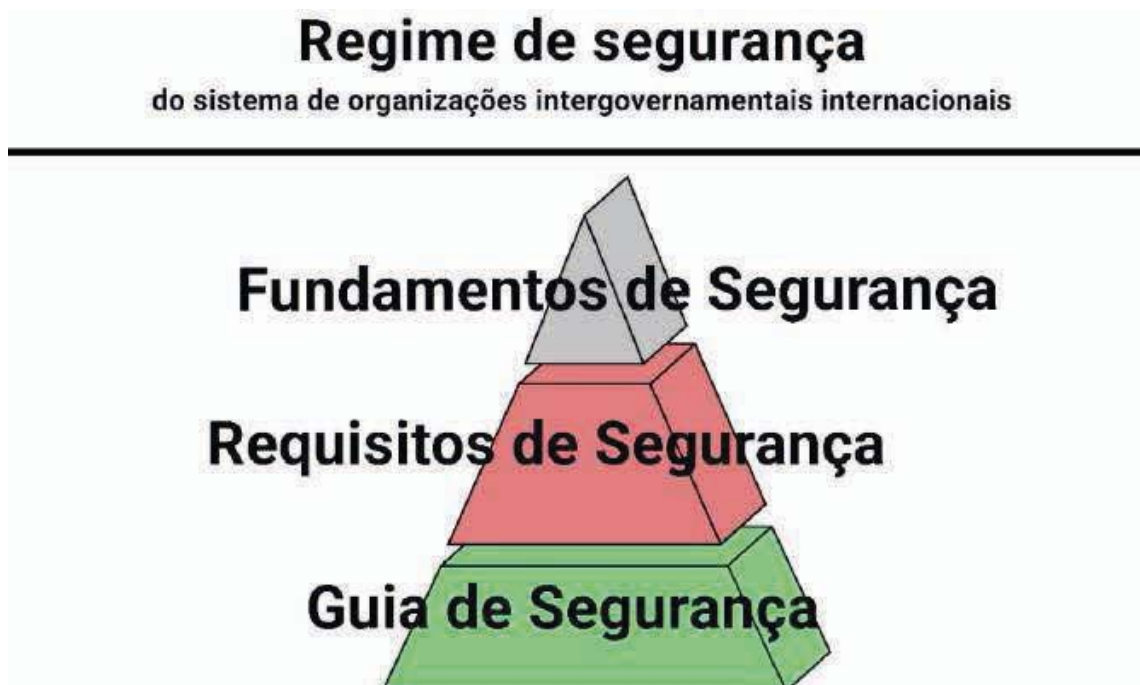 Regime de segurança
do sistema de organizações intergovernamentais internacionais
Fundamentos de Segurança
Requisitos de Segurança
Guia de Segurança